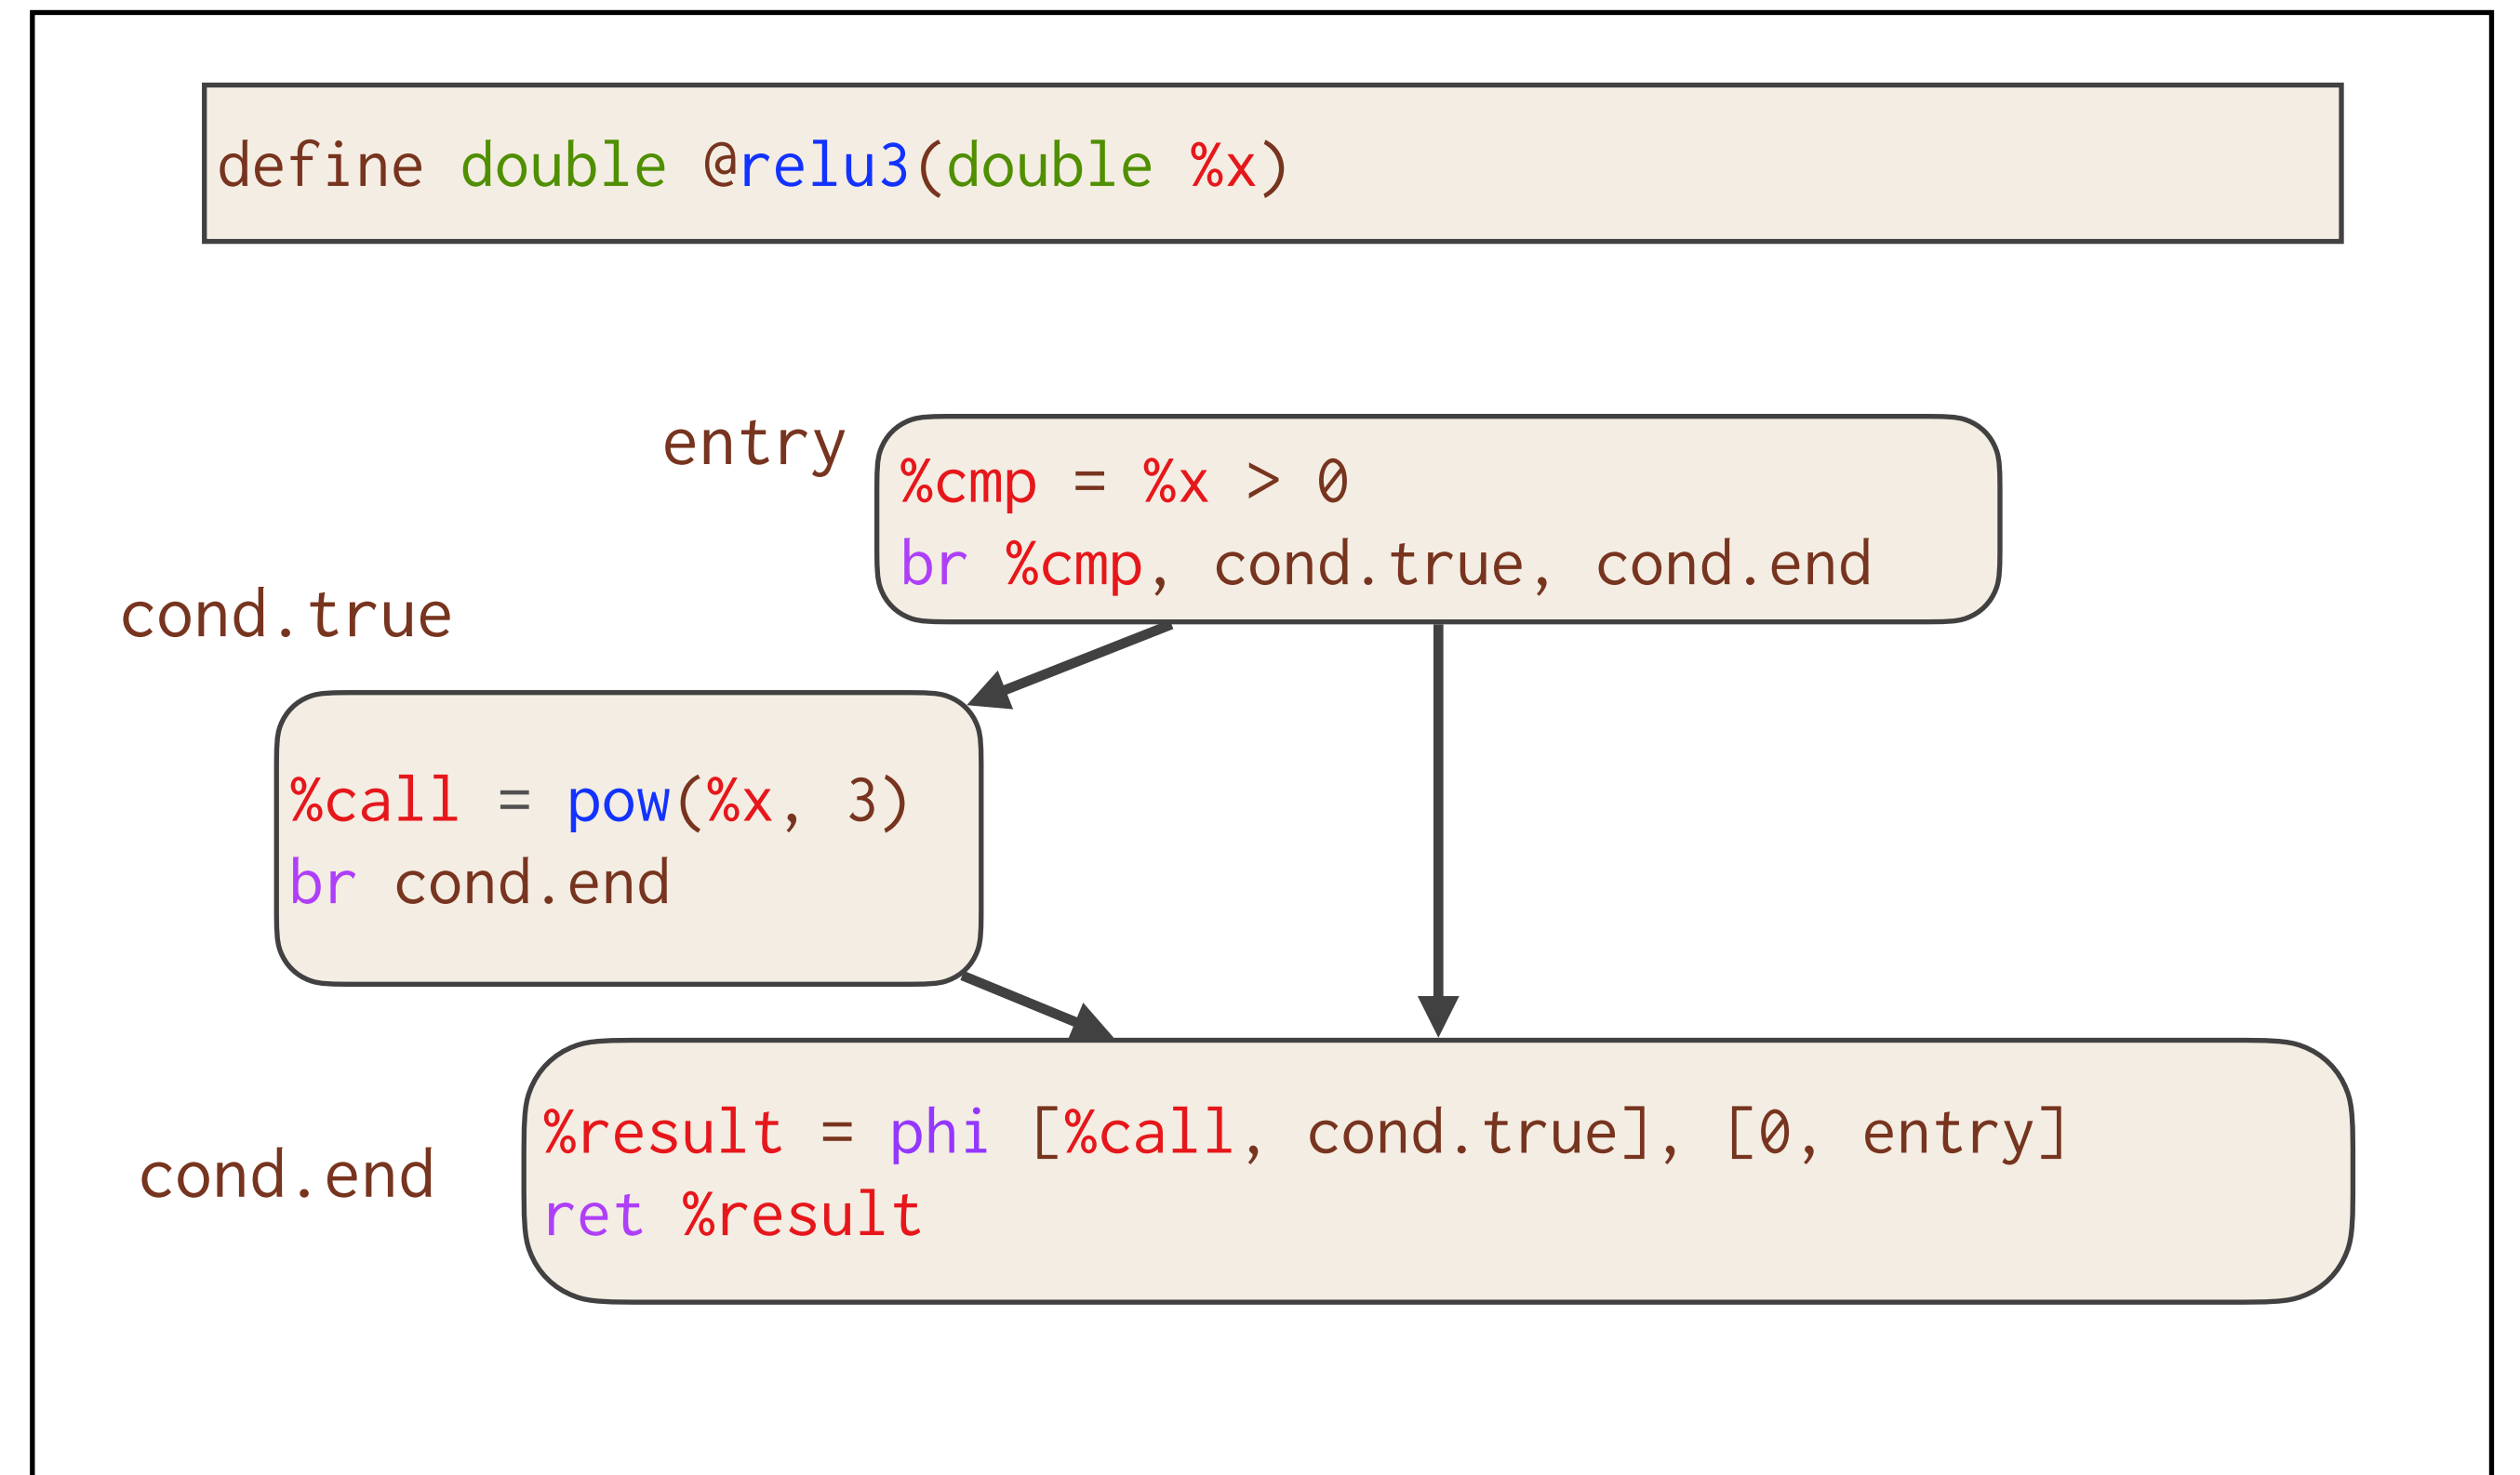 define double @relu3(double %x)
entry
%cmp = %x > 0
br %cmp, cond.true, cond.end
cond.true
%call = pow(%x, 3)
br cond.end
cond.end
%result = phi [%call, cond.true], [0, entry]
ret %result